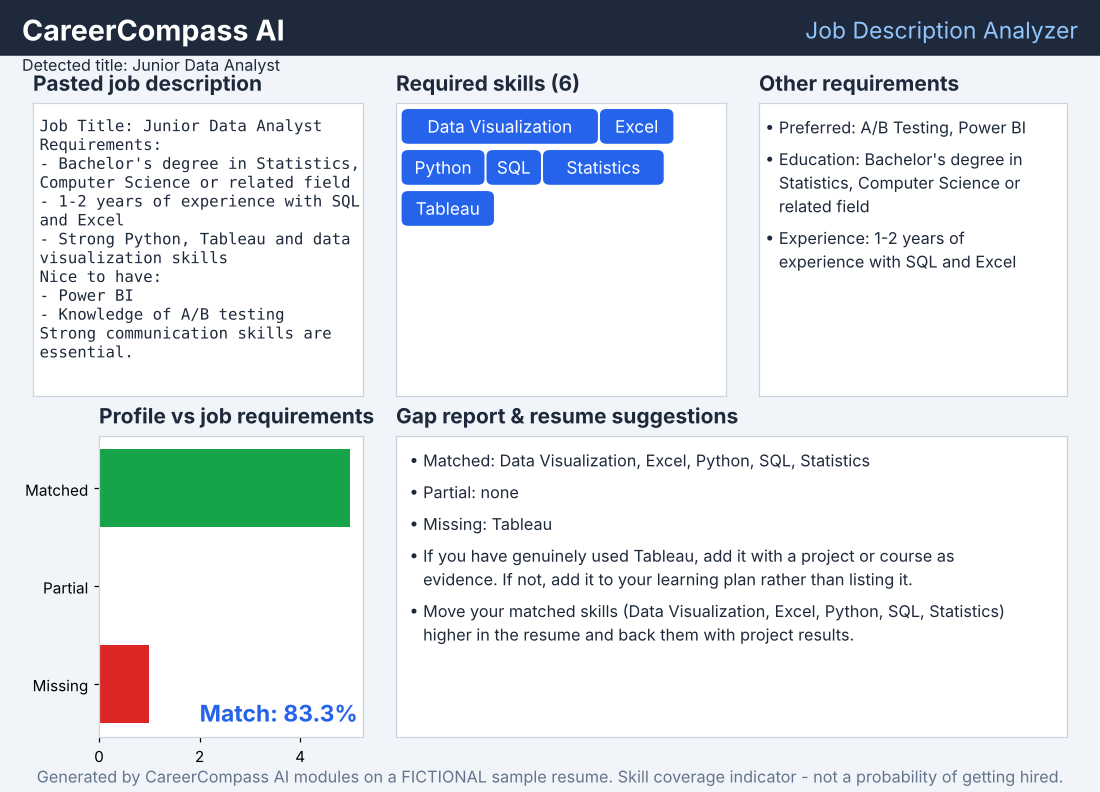 CareerCompass AI
Job Description Analyzer
Detected title: Junior Data Analyst
Pasted job description
Job Title: Junior Data Analyst
Requirements:
- Bachelor's degree in Statistics,
Computer Science or related field
- 1-2 years of experience with SQL
and Excel
- Strong Python, Tableau and data
visualization skills
Nice to have:
- Power BI
- Knowledge of A/B testing
Strong communication skills are
essential.
Required skills (6)
Data Visualization
Excel
Python
SQL
Statistics
Tableau
Other requirements
• Preferred: A/B Testing, Power BI
• Education: Bachelor's degree in
Statistics, Computer Science or
related field
• Experience: 1-2 years of
experience with SQL and Excel
Profile vs job requirements
Matched
Partial
Missing
Match: 83.3%
0 2 4
Gap report & resume suggestions
• Matched: Data Visualization, Excel, Python, SQL, Statistics
• Partial: none
• Missing: Tableau
• If you have genuinely used Tableau, add it with a project or course as
evidence. If not, add it to your learning plan rather than listing it.
• Move your matched skills (Data Visualization, Excel, Python, SQL, Statistics)
higher in the resume and back them with project results.
Generated by CareerCompass AI modules on a FICTIONAL sample resume. Skill coverage indicator - not a probability of getting hired.